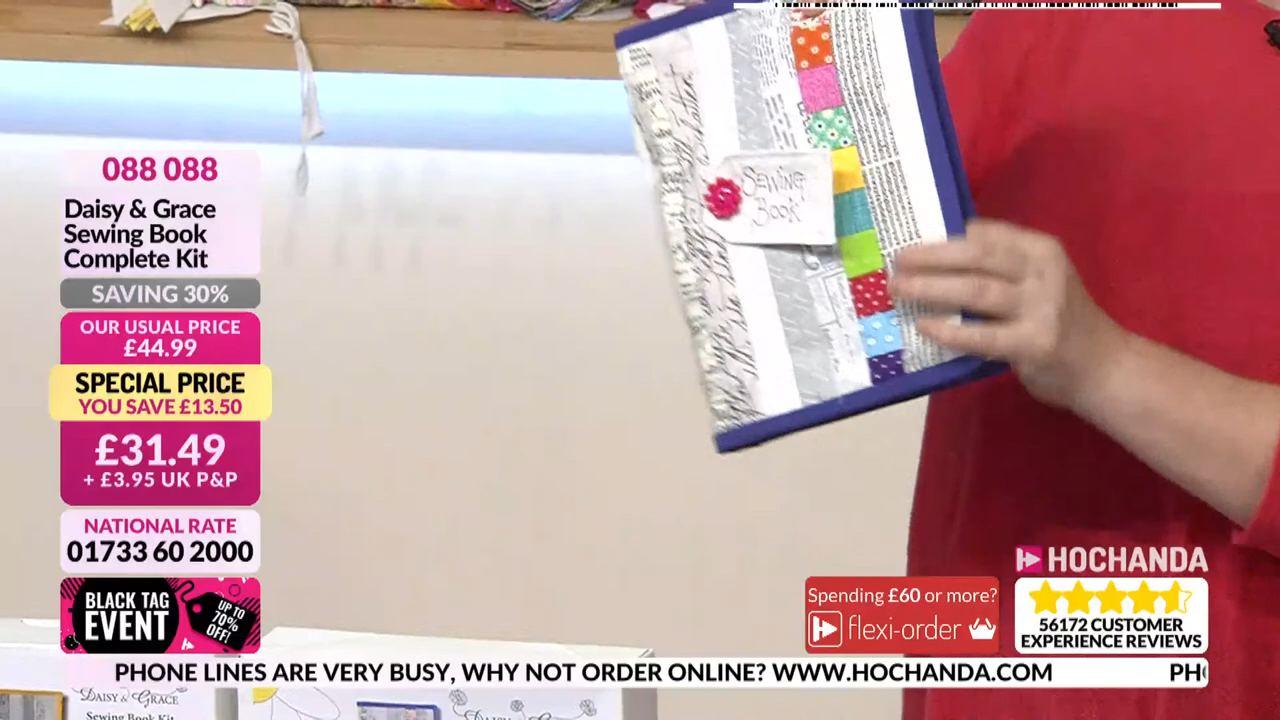 088 088
Daisy & Grace
Sewing Book
Complete Kit
SAVING 30%
OUR USUAL PRICE
£44.99
SPECIAL PRICE
YOU SAVE £13.50
£31.49
+ £3.95 UK P&P
NATIONAL RATE
01733 60 2000
BLACK TAG
EVENT
UP TO
70%
OFF!
SEWING
BOOK
HOCHANDA
Spending £60 or more?
flexi-order
56172 CUSTOMER
EXPERIENCE REVIEWS
PHONE LINES ARE VERY BUSY, WHY NOT ORDER ONLINE? WWW.HOCHANDA.COM
PH
DAISY & GRACE
Sewing Book Kit
DAISY & GRACE